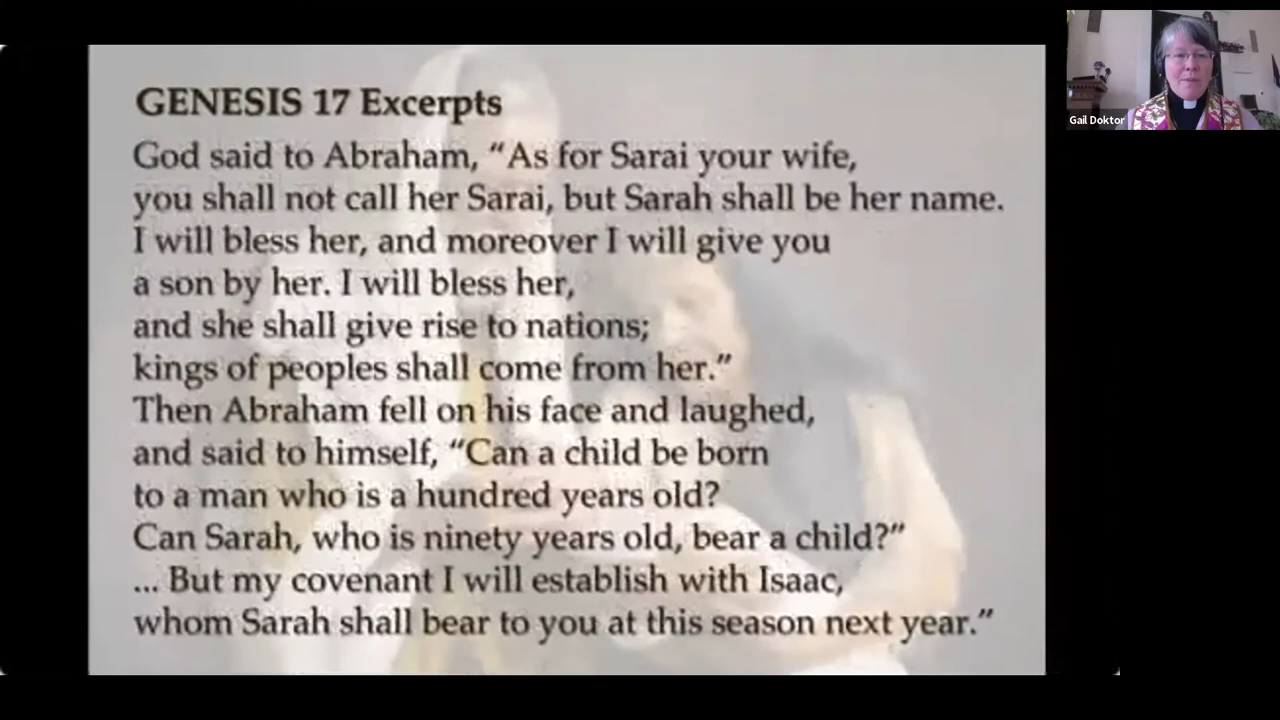 GENESIS 17 Excerpts
God said to Abraham, “As for Sarai your wife,
you shall not call her Sarai, but Sarah shall be her name.
I will bless her, and moreover I will give you
a son by her. I will bless her,
and she shall give rise to nations;
kings of peoples shall come from her.”
Then Abraham fell on his face and laughed,
and said to himself, “Can a child be born
to a man who is a hundred years old?
Can Sarah, who is ninety years old, bear a child?”
... But my covenant I will establish with Isaac,
whom Sarah shall bear to you at this season next year.”
Gail Doktor